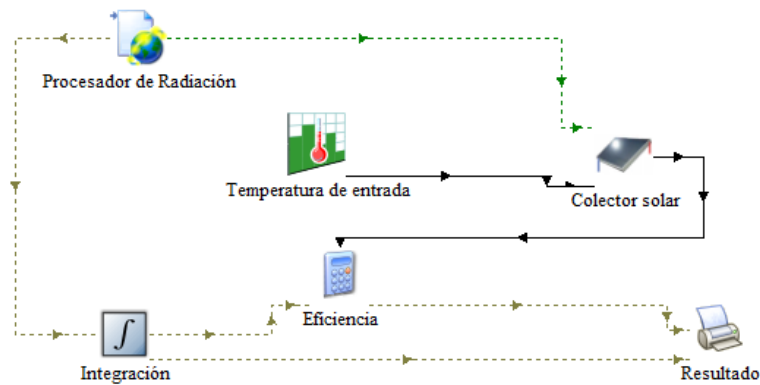 Procesador de Radiación
Temperatura de entrada
Colector solar
Eficiencia
Integración
Resultado